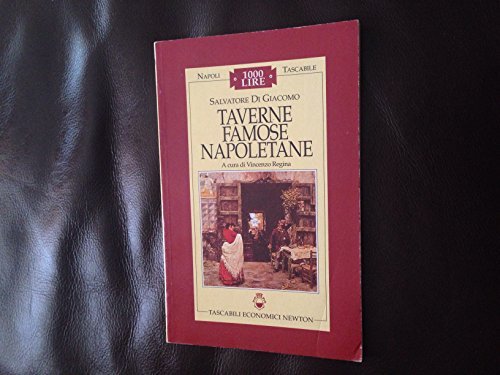 NAPOLI 1000 LIRE TASCABILE
SALVATORE DI GIACOMO
TAVERNE
FAMOSE
NAPOLETANE
A cura di Vincenzo Regina
TASCABILI ECONOMICI NEWTON